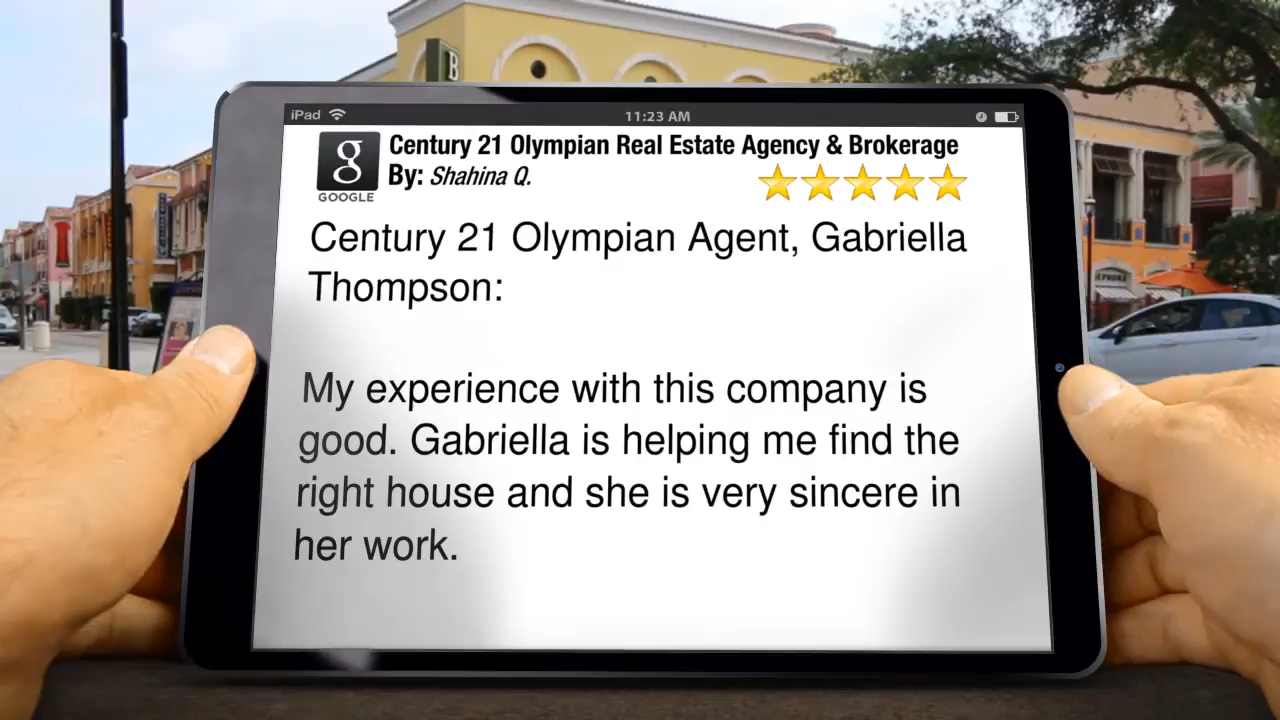 B
iPad 11:23 AM
g
GOOGLE
Century 21 Olympian Real Estate Agency & Brokerage
By: Shahina Q.
Century 21 Olympian Agent, Gabriella
Thompson:
My experience with this company is
good. Gabriella is helping me find the
right house and she is very sincere in
her work.
SEPHORA